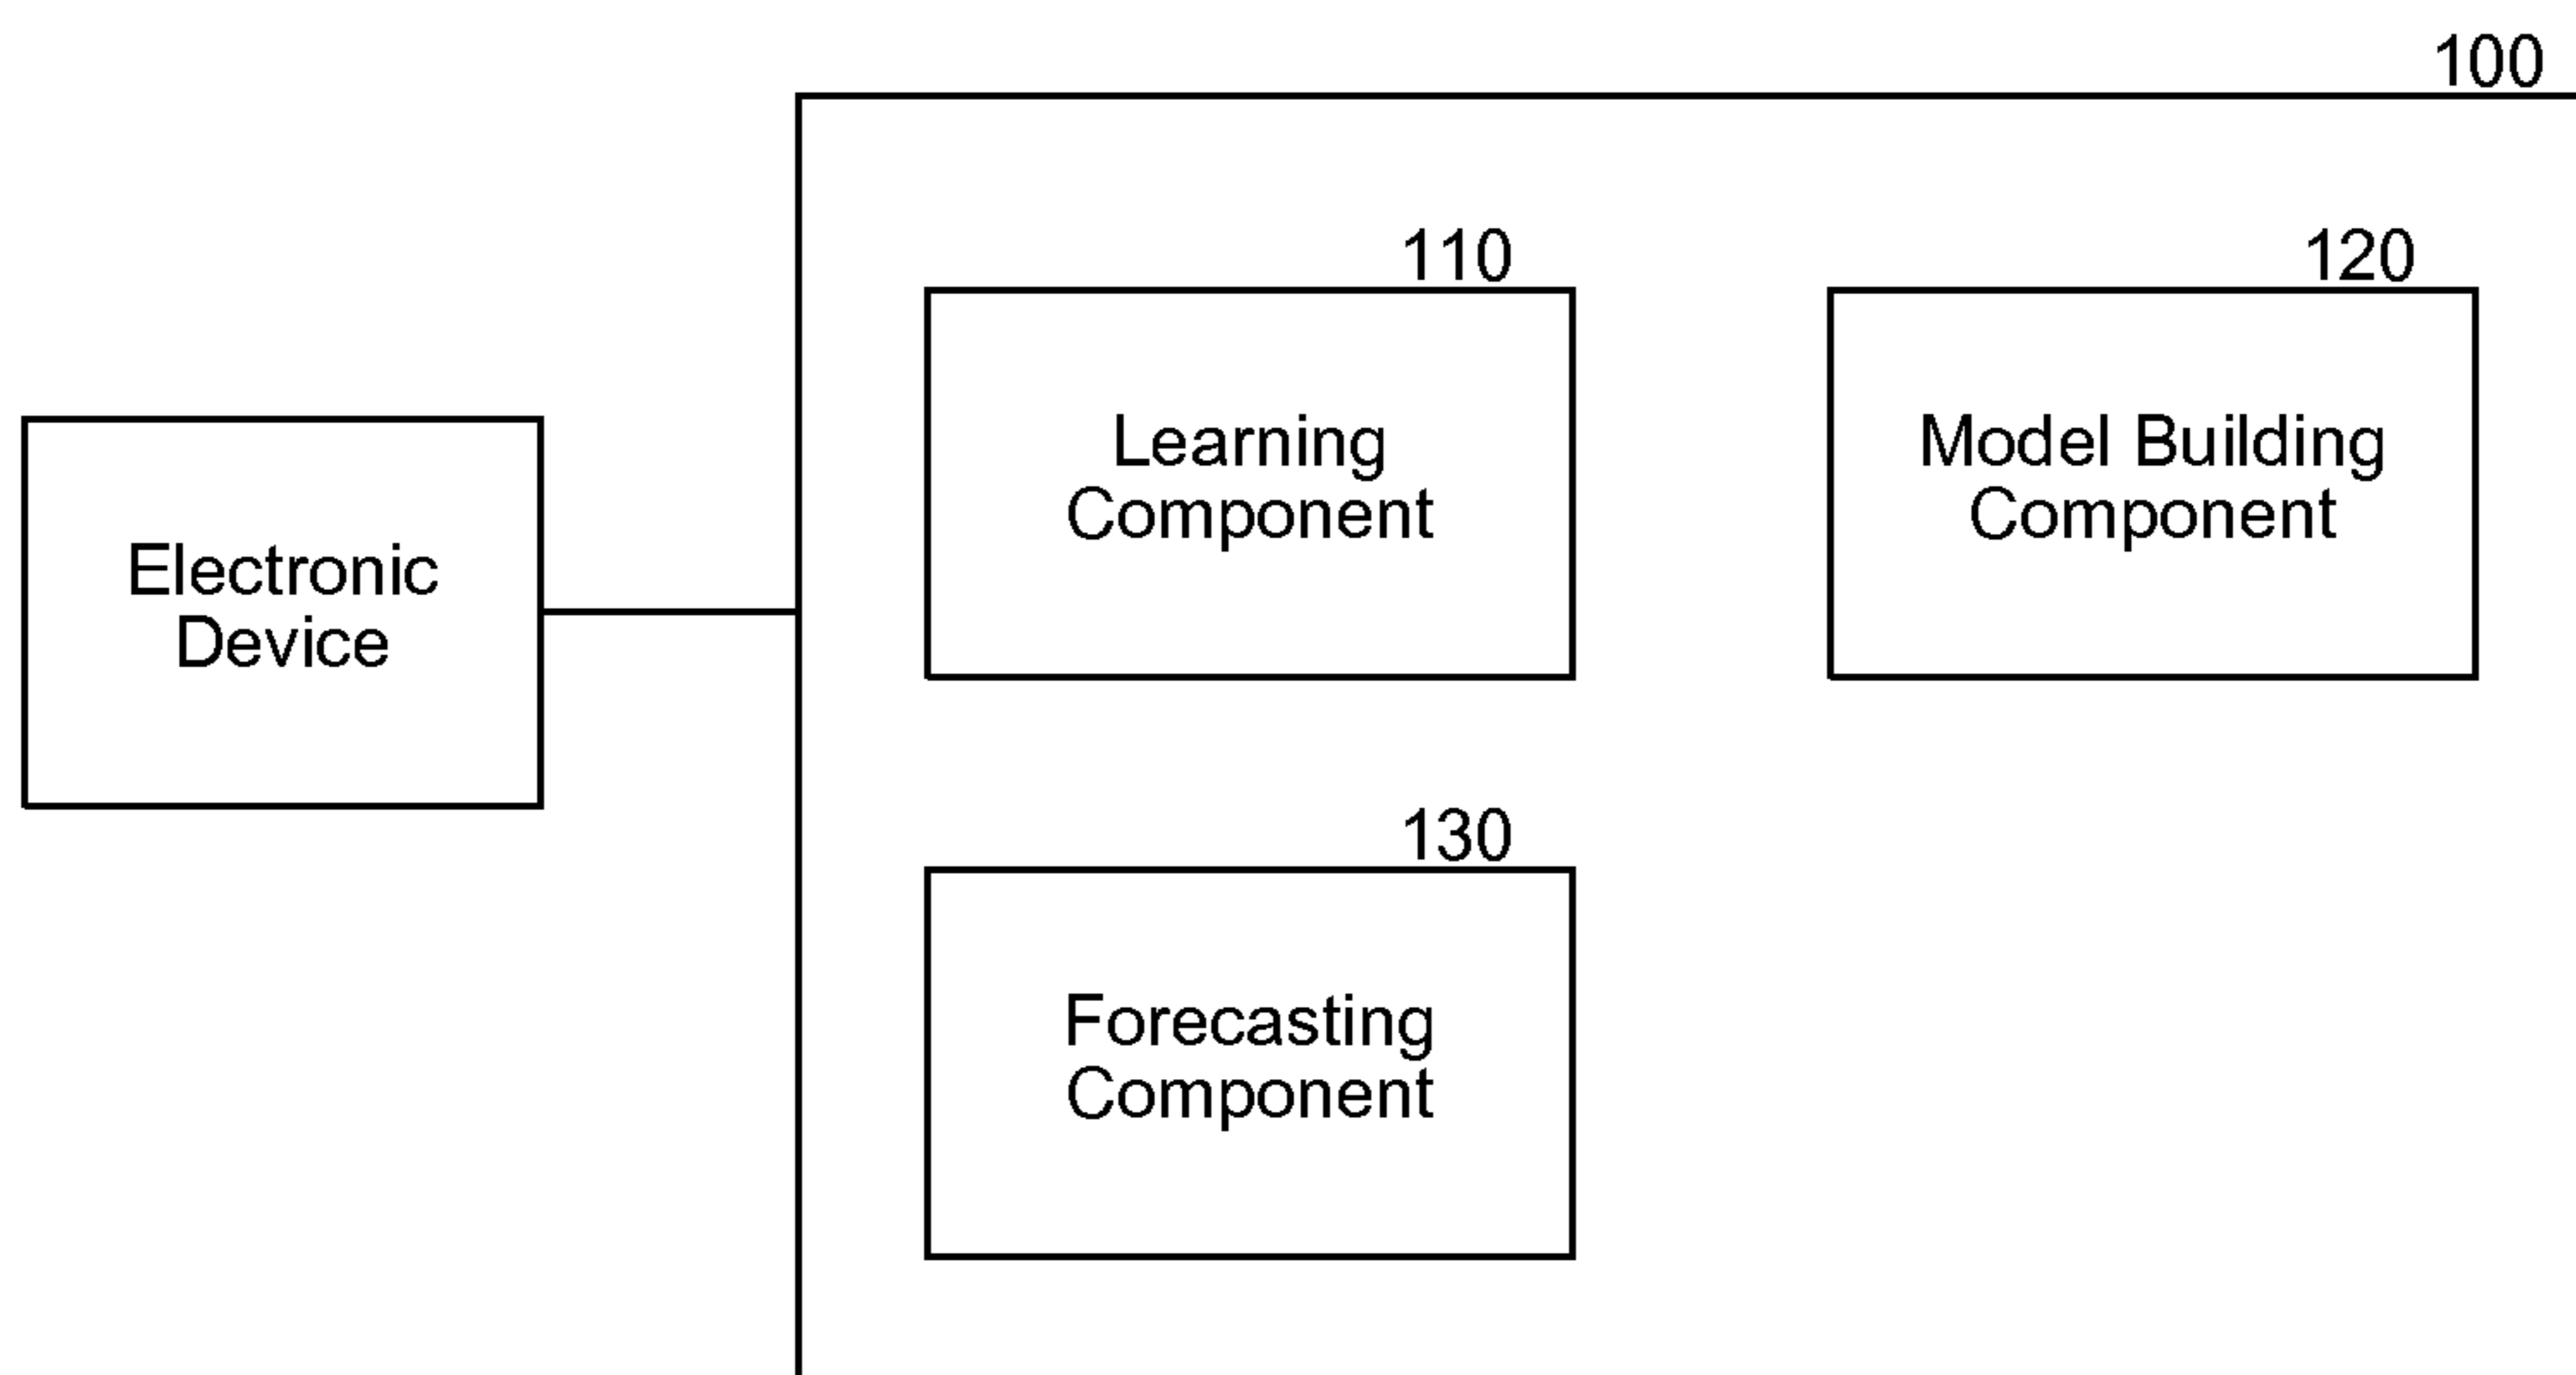 100
110
120
Learning
Component
Model Building
Component
Electronic
Device
130
Forecasting
Component